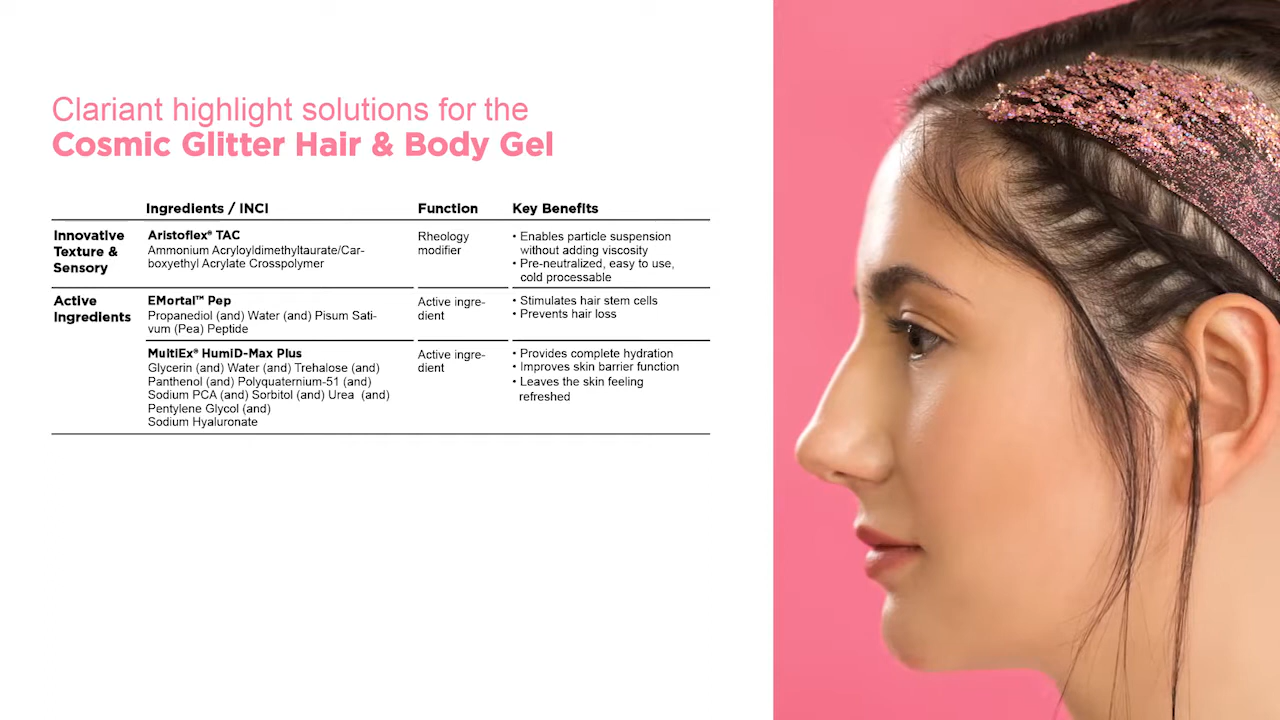 Clariant highlight solutions for the
Cosmic Glitter Hair & Body Gel
Ingredients / INCI
Function
Key Benefits
Innovative
Texture &
Sensory
Aristoflex® TAC
Ammonium Acryloyldimethyltaurate/Car-
boxyethyl Acrylate Crosspolymer
Rheology
modifier
• Enables particle suspension
without adding viscosity
• Pre-neutralized, easy to use,
cold processable
Active
Ingredients
EMortal™ Pep
Propanediol (and) Water (and) Pisum Sati-
vum (Pea) Peptide
Active ingre-
dient
• Stimulates hair stem cells
• Prevents hair loss
MultiEx® HumiD-Max Plus
Glycerin (and) Water (and) Trehalose (and)
Panthenol (and) Polyquaternium-51 (and)
Sodium PCA (and) Sorbitol (and) Urea (and)
Pentylene Glycol (and)
Sodium Hyaluronate
Active ingre-
dient
• Provides complete hydration
• Improves skin barrier function
• Leaves the skin feeling
refreshed